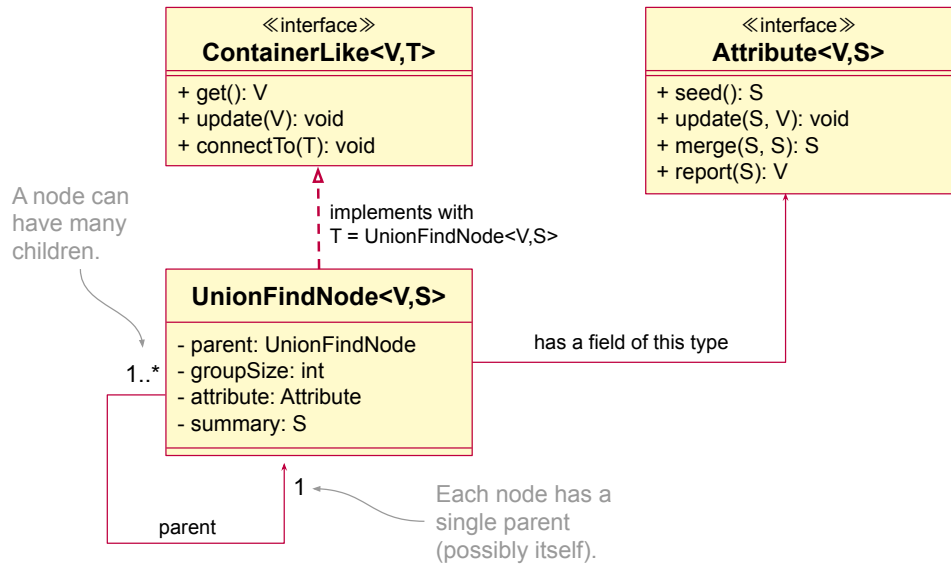 ≪interface≫
ContainerLike<V,T>
+ get(): V
+ update(V): void
+ connectTo(T): void
≪interface≫
Attribute<V,S>
+ seed(): S
+ update(S, V): void
+ merge(S, S): S
+ report(S): V
A node can
have many
children.
implements with
T = UnionFindNode<V,S>
UnionFindNode<V,S>
- parent: UnionFindNode
- groupSize: int
- attribute: Attribute
- summary: S
has a field of this type
1..*
1
parent
Each node has a
single parent
(possibly itself).